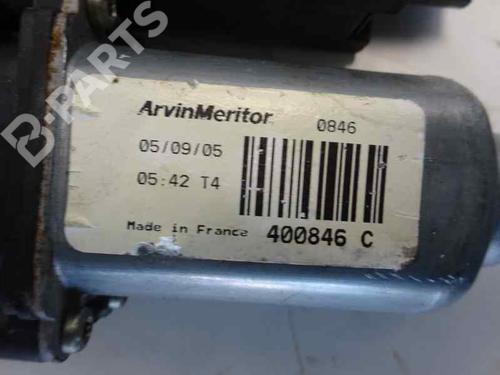 B-PARTS
ArvinMeritor 0846
05/09/05
05:42 T4
Made in France 400846 C